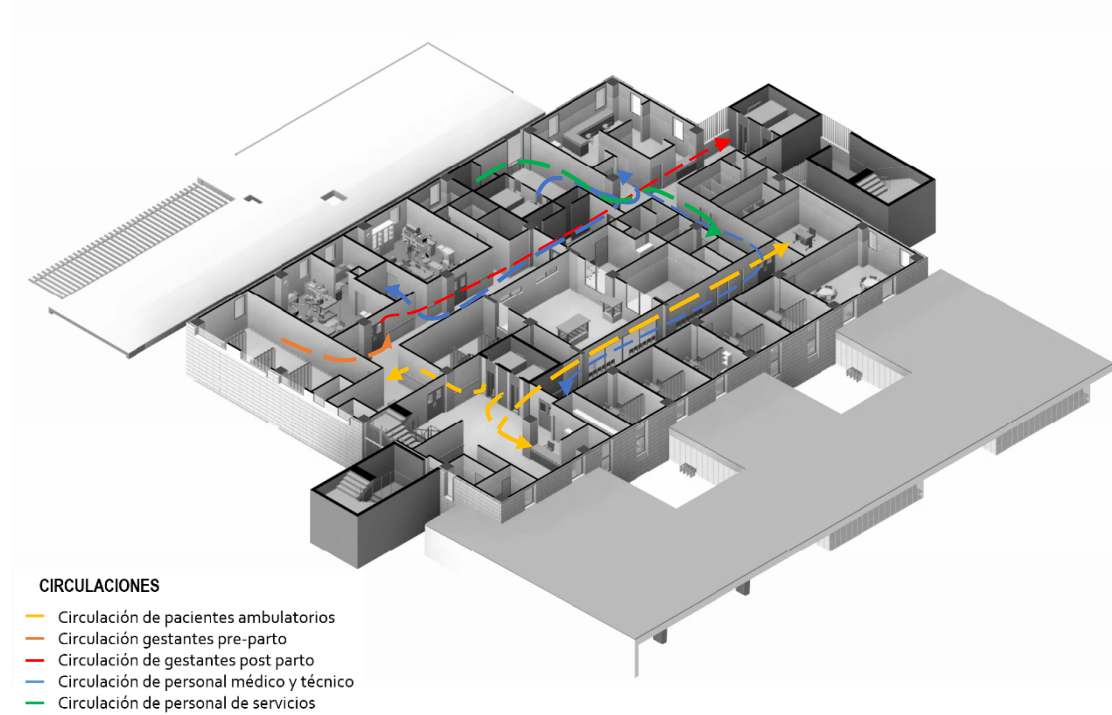 CIRCULACIONES
Circulación de pacientes ambulatorios
Circulación gestantes pre-parto
Circulación de gestantes post parto
Circulación de personal médico y técnico
Circulación de personal de servicios